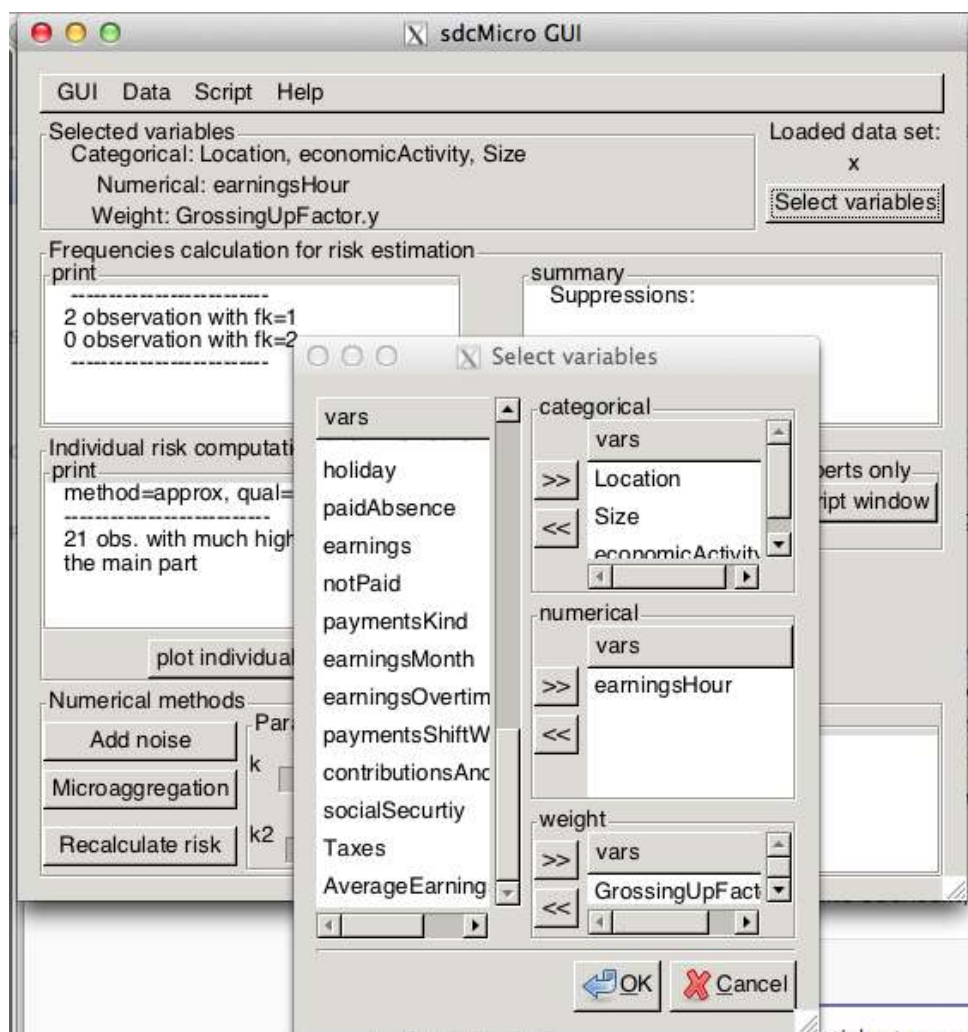 sdcMicro GUI
GUI Data Script Help
Selected variables
Categorical: Location, economicActivity, Size
Numerical: earningsHour
Weight: GrossingUpFactor.y
Loaded data set:
x
Select variables
Frequencies calculation for risk estimation
print
---------------------------
2 observation with fk=1
0 observation with fk=2
---------------------------
summary
Suppressions:
Individual risk computati
print
method=approx, qual=
---------------------------
21 obs. with much high
the main part
plot individual
perts only
ript window
Numerical methods
Add noise
Microaggregation
Recalculate risk
Para
k
k2
Select variables
vars
holiday
paidAbsence
earnings
notPaid
paymentsKind
earningsMonth
earningsOvertim
paymentsShiftW
contributionsAnd
socialSecurtiy
Taxes
AverageEarning
categorical
vars
>>
<<
Location
Size
economicActivity
numerical
vars
>>
<<
earningsHour
weight
vars
>>
<<
GrossingUpFact
OK
Cancel